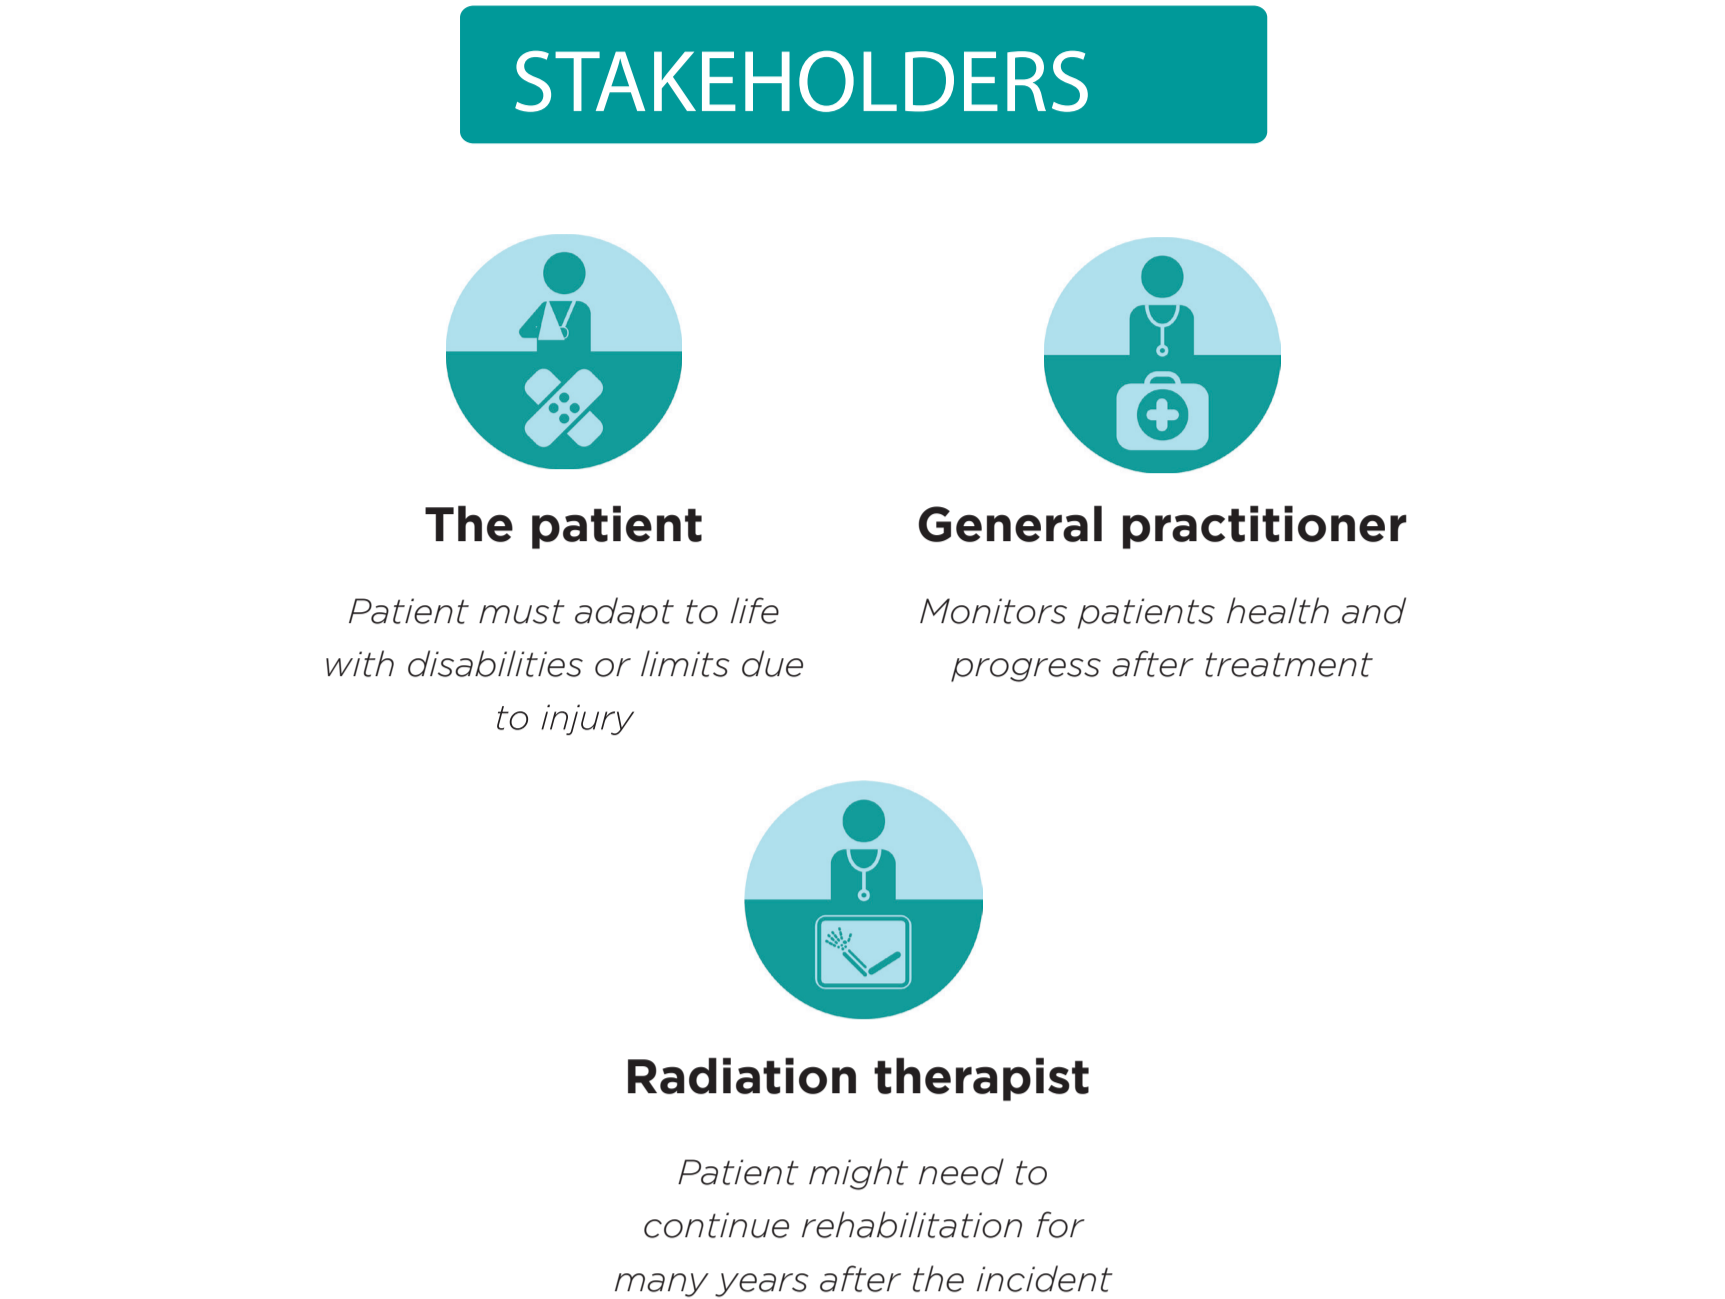 STAKEHOLDERS
The patient
Patient must adapt to life
with disabilities or limits due
to injury
General practitioner
Monitors patients health and
progress after treatment
Radiation therapist
Patient might need to
continue rehabilitation for
many years after the incident